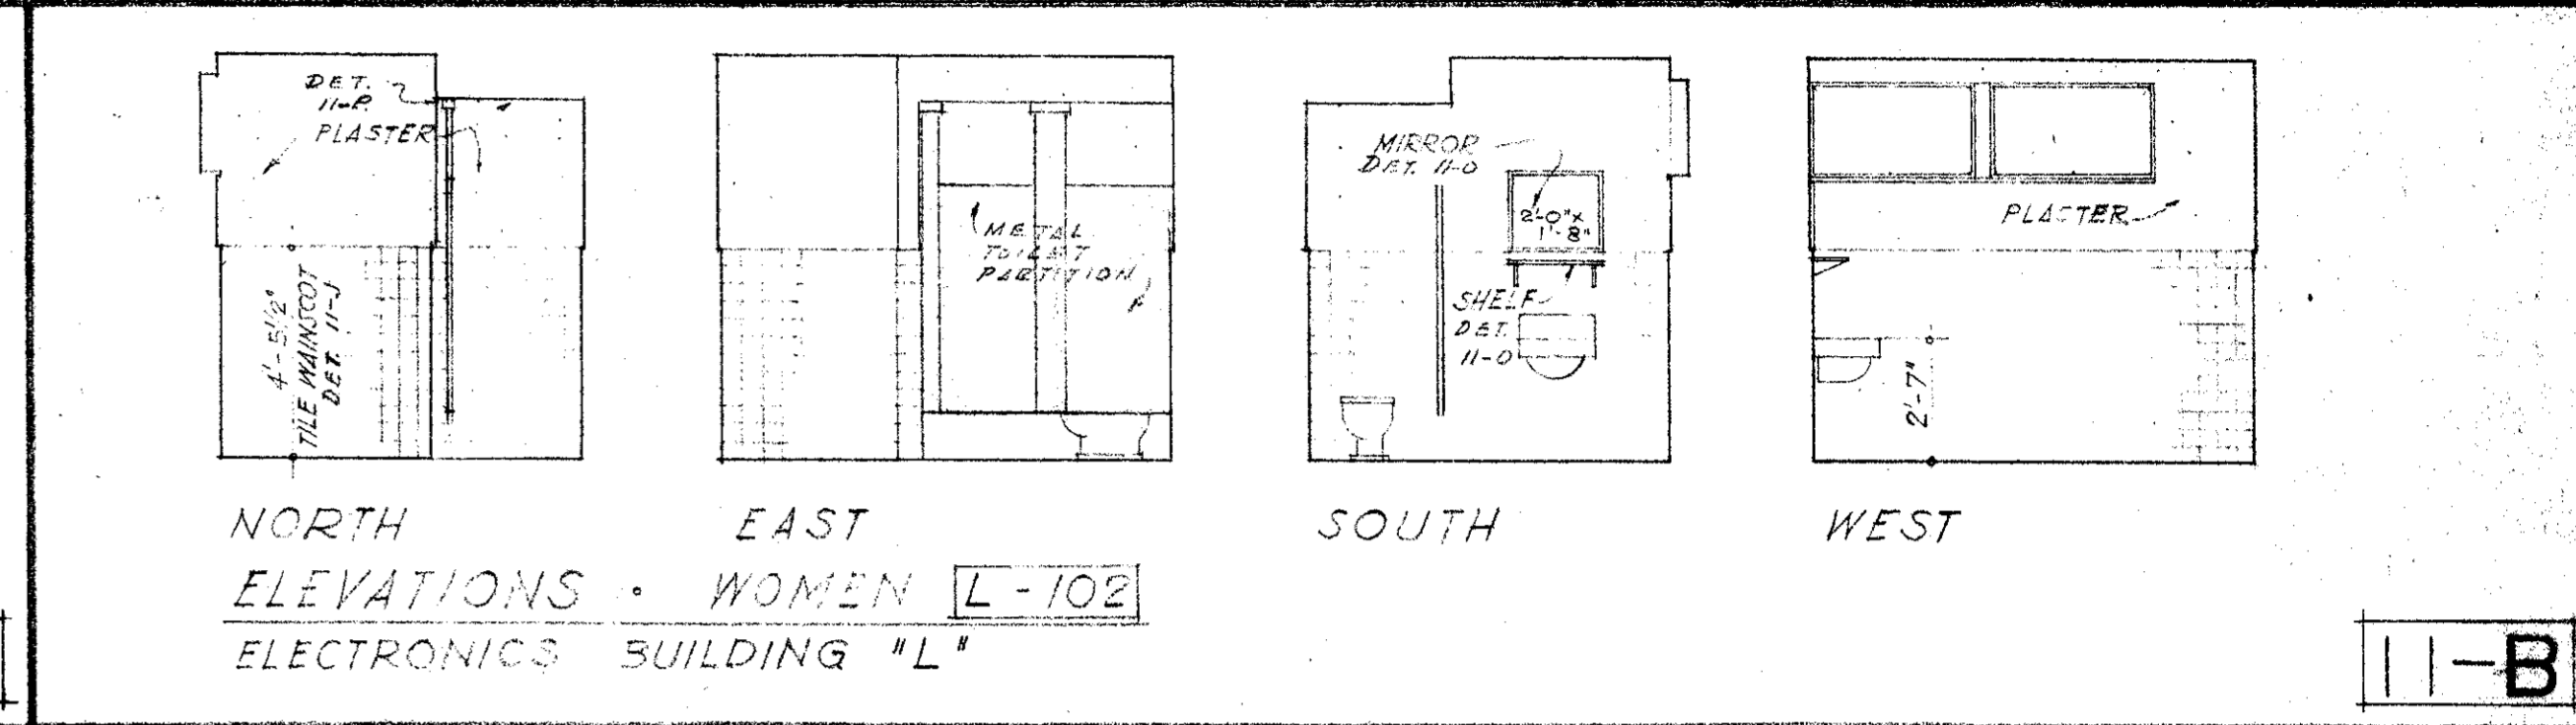 DET.
11-P.
PLASTER
4'-5½"
TILE WAINSCOT
DET. 11-J
METAL
TOILET
PARTITION
MIRROR
DET. 11-O
2'-0" x
1'-8"
SHELF
DET.
11-O
PLASTER
2'-7"
NORTH
EAST
SOUTH
WEST
ELEVATIONS · WOMEN L-102
ELECTRONICS BUILDING "L"
11-B